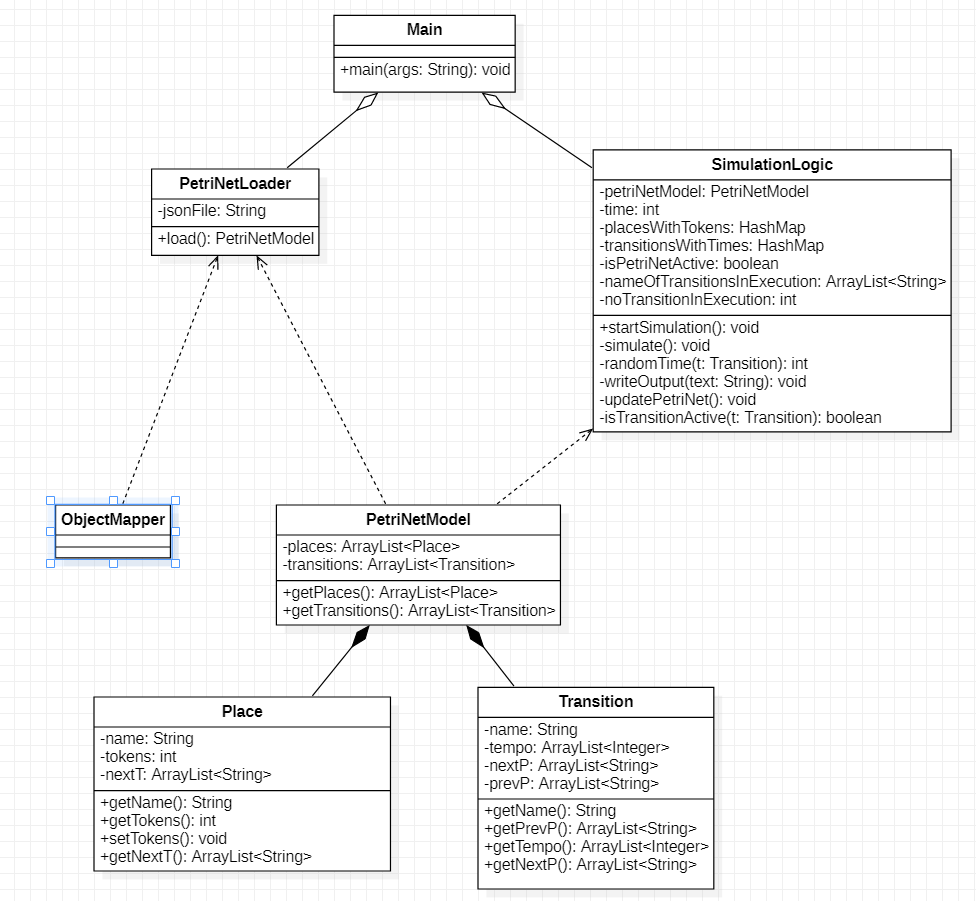 Main
+main(args: String): void
PetriNetLoader
-jsonFile: String
+load(): PetriNetModel
SimulationLogic
-petriNetModel: PetriNetModel
-time: int
-placesWithTokens: HashMap
-transitionsWithTimes: HashMap
-isPetriNetActive: boolean
-nameOfTransitionsInExecution: ArrayList<String>
-noTransitionInExecution: int
+startSimulation(): void
-simulate(): void
-randomTime(t: Transition): int
-writeOutput(text: String): void
-updatePetriNet(): void
-isTransitionActive(t: Transition): boolean
ObjectMapper
PetriNetModel
-places: ArrayList<Place>
-transitions: ArrayList<Transition>
+getPlaces(): ArrayList<Place>
+getTransitions(): ArrayList<Transition>
Place
-name: String
-tokens: int
-nextT: ArrayList<String>
+getName(): String
+getTokens(): int
+setTokens(): void
+getNextT(): ArrayList<String>
Transition
-name: String
-tempo: ArrayList<Integer>
-nextP: ArrayList<String>
-prevP: ArrayList<String>
+getName(): String
+getPrevP(): ArrayList<String>
+getTempo(): ArrayList<Integer>
+getNextP(): ArrayList<String>